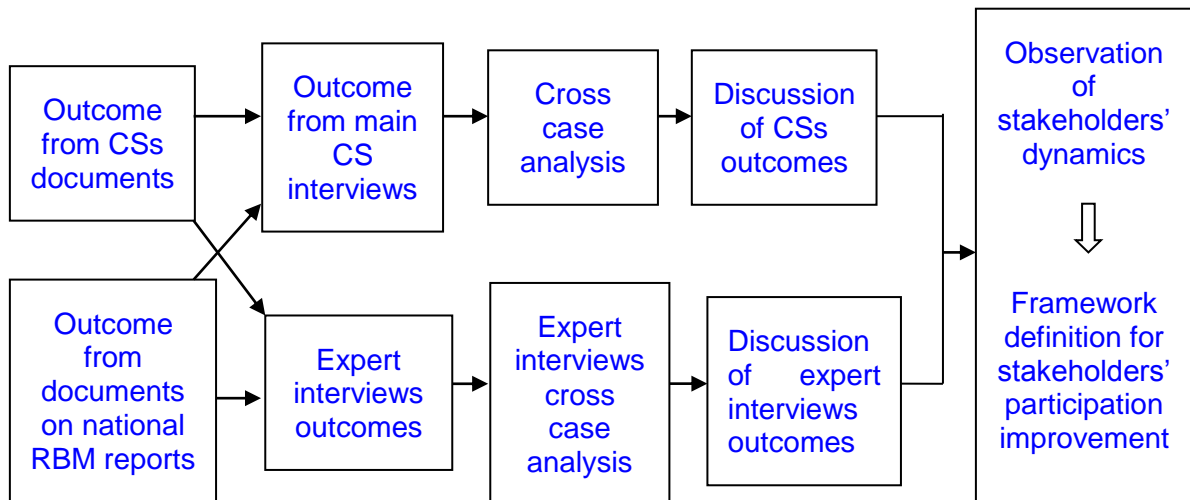 Outcome
from CSs
documents
Outcome
from main
CS
interviews
Cross
case
analysis
Discussion
of CSs
outcomes
Observation
of
stakeholders’
dynamics
Outcome
from
documents
on national
RBM reports
Expert
interviews
outcomes
Expert
interviews
cross
case
analysis
Discussion
of expert
interviews
outcomes
Framework
definition for
stakeholders’
participation
improvement